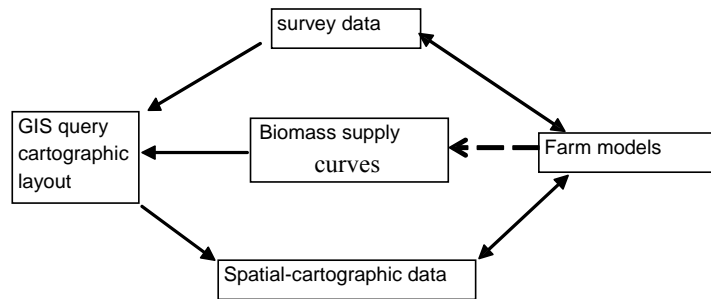 survey data
GIS query
cartographic
layout
Biomass supply
curves
Farm models
Spatial-cartographic data